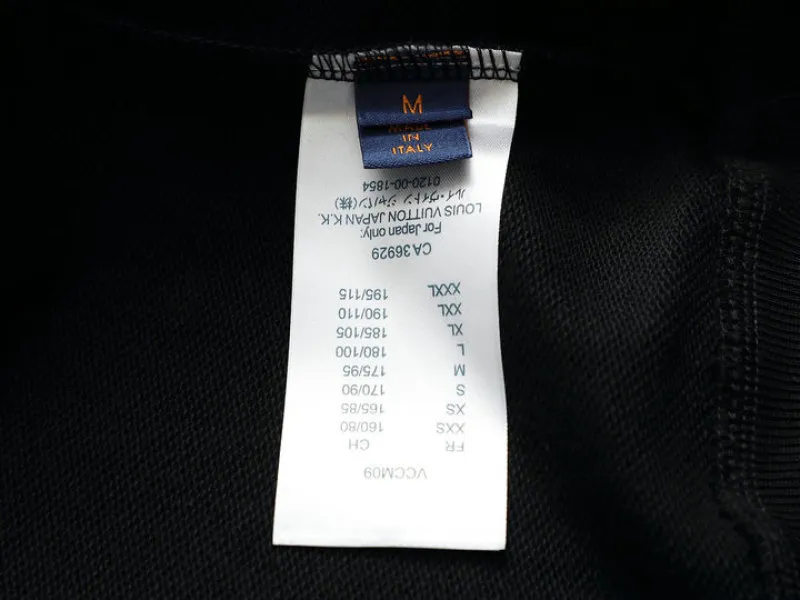 M
MADE
IN
ITALY
VCCM09
FR CH
XXS 160/80
XS 165/85
S 170/90
M 175/95
L 180/100
XL 185/105
XXL 190/110
XXXL 195/115
CA 36929
For Japan only:
LOUIS VUITTON JAPAN K.K.
ルイ・ヴィトン ジャパン(株)
0120-00-1854